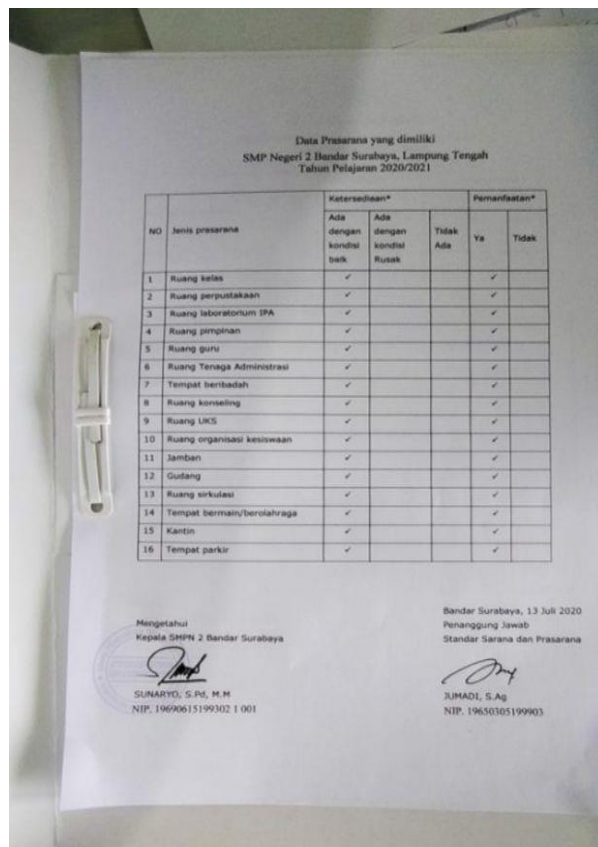 Data Prasarana yang dimiliki
SMP Negeri 2 Bandar Surabaya, Lampung Tengah
Tahun Pelajaran 2020/2021
NO Jenis prasarana Ketersediaan* Pemanfaatan*
Ada dengan kondisi baik Ada dengan kondisi Rusak Tidak Ada Ya Tidak
1 Ruang kelas ✓ ✓
2 Ruang perpustakaan ✓ ✓
3 Ruang laboratorium IPA ✓ ✓
4 Ruang pimpinan ✓ ✓
5 Ruang guru ✓ ✓
6 Ruang Tenaga Administrasi ✓ ✓
7 Tempat beribadah ✓ ✓
8 Ruang konseling ✓ ✓
9 Ruang UKS ✓ ✓
10 Ruang organisasi kesiswaan ✓ ✓
11 Jamban ✓ ✓
12 Gudang ✓ ✓
13 Ruang sirkulasi ✓ ✓
14 Tempat bermain/berolahraga ✓ ✓
15 Kantin ✓ ✓
16 Tempat parkir ✓ ✓
Mengetahui
Kepala SMPN 2 Bandar Surabaya
SUNARYO, S.Pd, M.M
NIP. 19690615199302 1 001
Bandar Surabaya, 13 Juli 2020
Penanggung Jawab
Standar Sarana dan Prasarana
JUMADI, S.Ag
NIP. 19650305199903